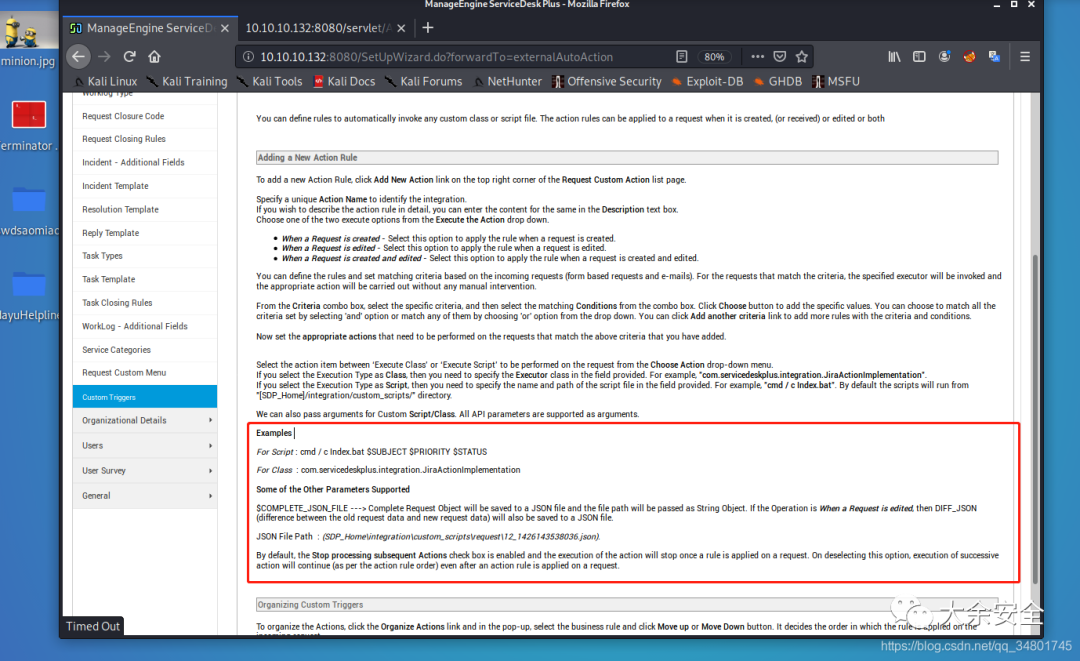 ManageEngine ServiceDesk Plus - Mozilla Firefox
ManageEngine ServiceD
10.10.10.132:8080/servlet/A
10.10.10.132:8080/SetUpWizard.do?forwardTo=externalAutoAction
80%
Kali Linux Kali Training Kali Tools Kali Docs Kali Forums NetHunter Offensive Security Exploit-DB GHDB MSFU
minion.jpg
erminator
wdsaomiao
ayuHelpline
Worklog Type
Request Closure Code
Request Closing Rules
Incident - Additional Fields
Incident Template
Resolution Template
Reply Template
Task Types
Task Template
Task Closing Rules
WorkLog - Additional Fields
Service Categories
Request Custom Menu
Custom Triggers
Organizational Details
Users
User Survey
General
You can define rules to automatically invoke any custom class or script file. The action rules can be applied to a request when it is created, (or received) or edited or both
Adding a New Action Rule
To add a new Action Rule, click Add New Action link on the top right corner of the Request Custom Action list page.
Specify a unique Action Name to identify the integration.
If you wish to describe the action rule in detail, you can enter the content for the same in the Description text box.
Choose one of the two execute options from the Execute the Action drop down.
When a Request is created - Select this option to apply the rule when a request is created.
When a Request is edited - Select this option to apply the rule when a request is edited.
When a Request is created and edited - Select this option to apply the rule when a request is created and edited.
You can define the rules and set matching criteria based on the incoming requests (form based requests and e-mails). For the requests that match the criteria, the specified executor will be invoked and
the appropriate action will be carried out without any manual intervention.
From the Criteria combo box, select the specific criteria, and then select the matching Conditions from the combo box. Click Choose button to add the specific values. You can choose to match all the
criteria set by selecting 'and' option or match any of them by choosing 'or' option from the drop down. You can click Add another criteria link to add more rules with the criteria and conditions.
Now set the appropriate actions that need to be performed on the requests that match the above criteria that you have added.
Select the action item between 'Execute Class' or 'Execute Script' to be performed on the request from the Choose Action drop-down menu.
If you select the Execution Type as Class, then you need to specify the Executor class in the field provided. For example, "com.servicedeskplus.integration.JiraActionImplementation".
If you select the Execution Type as Script, then you need to specify the name and path of the script file in the field provided. For example, "cmd / c Index.bat". By default the scripts will run from
"[SDP_Home]/integration/custom_scripts/" directory.
We can also pass arguments for Custom Script/Class. All API parameters are supported as arguments.
Examples
For Script : cmd / c Index.bat $SUBJECT $PRIORITY $STATUS
For Class : com.servicedeskplus.integration.JiraActionImplementation
Some of the Other Parameters Supported
$COMPLETE_JSON_FILE ---> Complete Request Object will be saved to a JSON file and the file path will be passed as String Object. If the Operation is When a Request is edited, then DIFF_JSON
(difference between the old request data and new request data) will also be saved to a JSON file.
JSON File Path : (SDP_Home\integration\custom_scripts\request\12_1426143538036.json).
By default, the Stop processing subsequent Actions check box is enabled and the execution of the action will stop once a rule is applied on a request. On deselecting this option, execution of successive
action will continue (as per the action rule order) even after an action rule is applied on a request.
Organizing Custom Triggers
To organize the Actions, click the Organize Actions link and in the pop-up, select the business rule and click Move up or Move Down button. It decides the order in which the rule is applied on the
incoming request.
Timed Out
大余安全
https://blog.csdn.net/qq_34801745